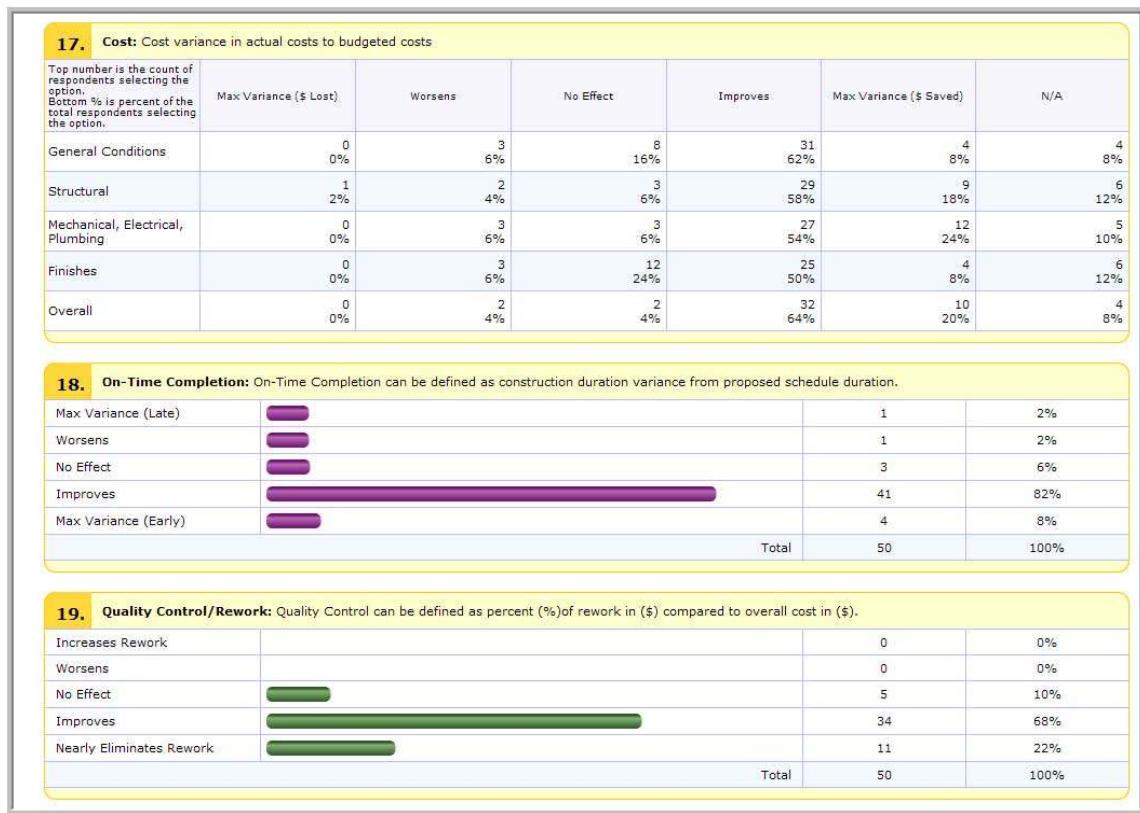 17. Cost: Cost variance in actual costs to budgeted costs
Top number is the count of
respondents selecting the
option.
Bottom % is percent of the
total respondents selecting
the option.
Max Variance ($ Lost) Worsens No Effect Improves Max Variance ($ Saved) N/A
General Conditions
0 3 8 31 4 4
0% 6% 16% 62% 8% 8%
Structural
1 2 3 29 9 6
2% 4% 6% 58% 18% 12%
Mechanical, Electrical,
Plumbing
0 3 3 27 12 5
0% 6% 6% 54% 24% 10%
Finishes
0 3 12 25 4 6
0% 6% 24% 50% 8% 12%
Overall
0 2 2 32 10 4
0% 4% 4% 64% 20% 8%
18. On-Time Completion: On-Time Completion can be defined as construction duration variance from proposed schedule duration.
Max Variance (Late) 1 2%
Worsens 1 2%
No Effect 3 6%
Improves 41 82%
Max Variance (Early) 4 8%
Total 50 100%
19. Quality Control/Rework: Quality Control can be defined as percent (%)of rework in ($) compared to overall cost in ($).
Increases Rework 0 0%
Worsens 0 0%
No Effect 5 10%
Improves 34 68%
Nearly Eliminates Rework 11 22%
Total 50 100%